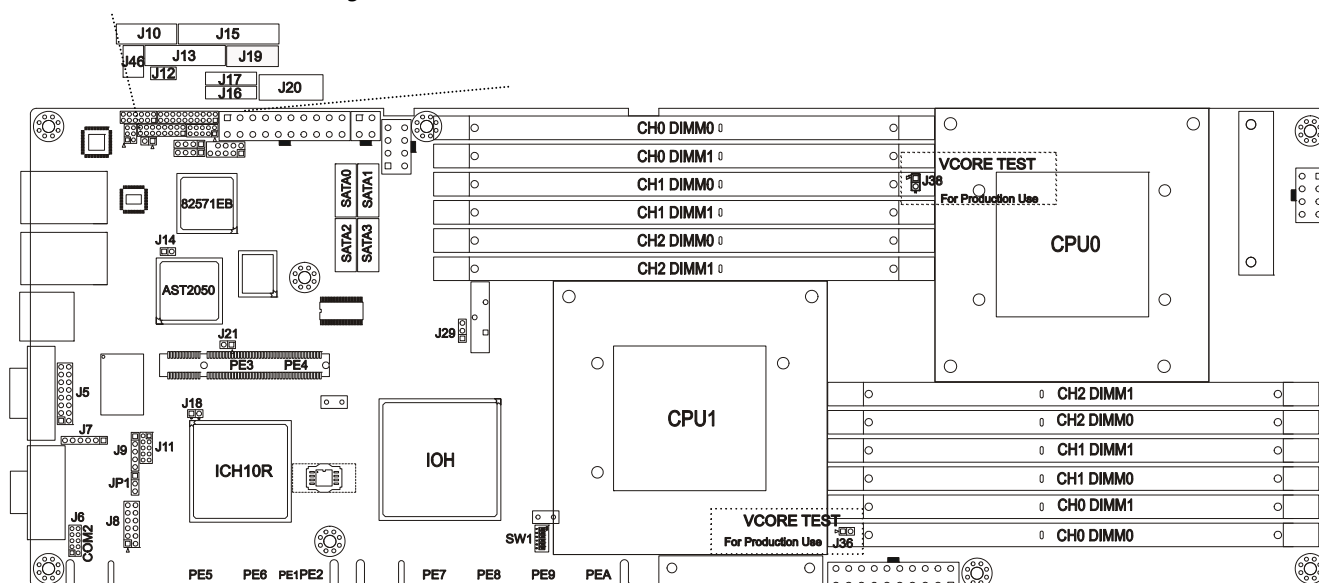 J10 J15
J46 J13 J19
J12
J17
J16 J20
CH0 DIMM0
CH0 DIMM1
CH1 DIMM0
CH1 DIMM1
CH2 DIMM0
CH2 DIMM1
VCORE TEST
J38
For Production Use
CPU0
SATA0 SATA1
SATA2 SATA3
82571EB
J14
AST2050
J29
J21
PE3 PE4
J5
J18
J7
J9 J11
JP1
ICH10R
IOH
CPU1
J6
COM2
J8
SW1
CH2 DIMM1
CH2 DIMM0
CH1 DIMM1
CH1 DIMM0
CH0 DIMM1
CH0 DIMM0
VCORE TEST
For Production Use
J36
PE5 PE6 PE1 PE2 PE7 PE8 PE9 PEA